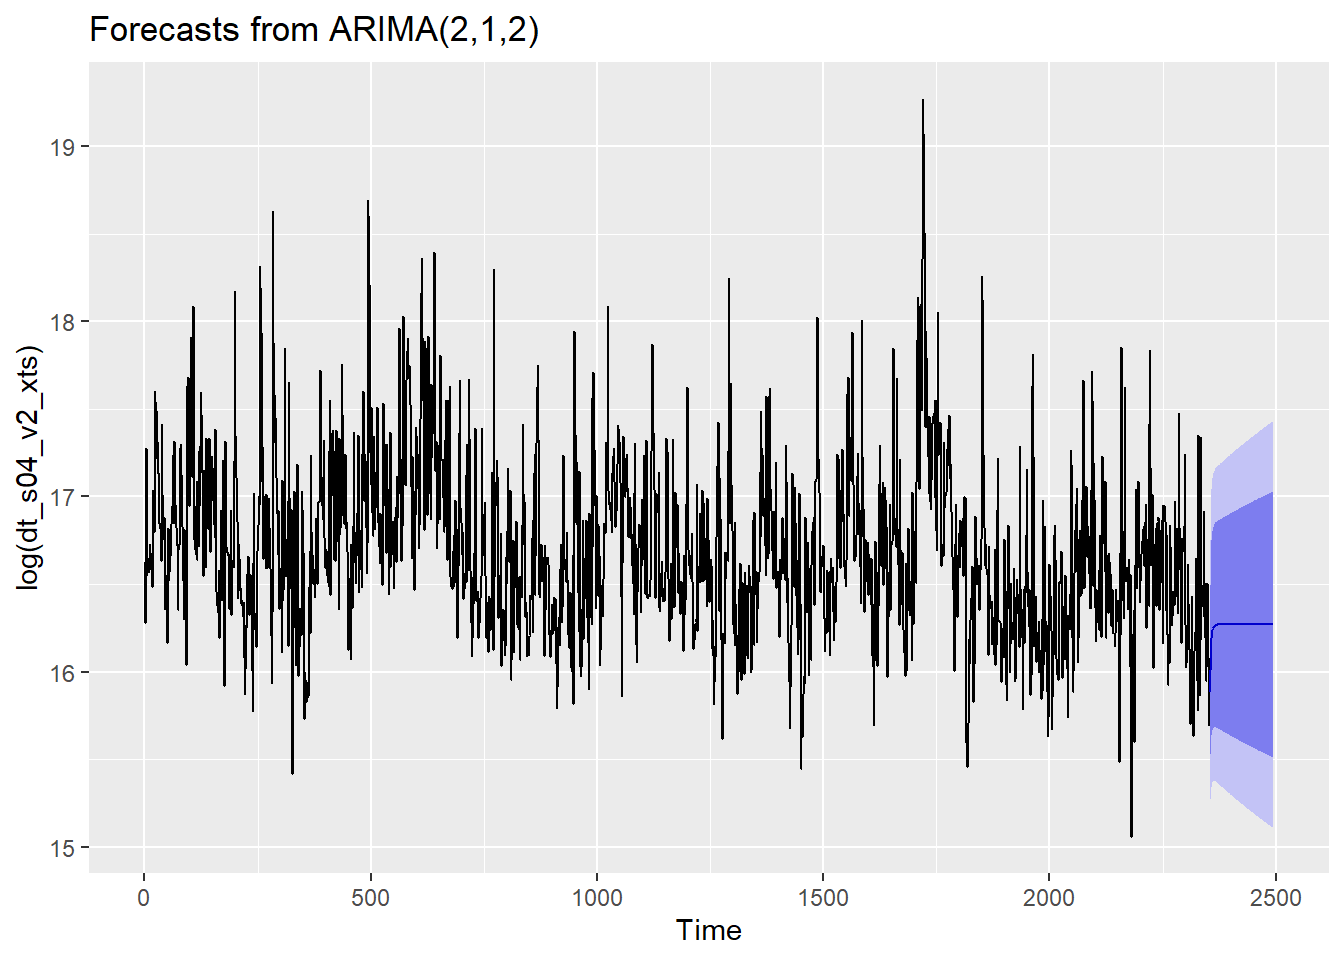 Forecasts from ARIMA(2,1,2)
log(dt_s04_v2_xts)
19
18
17
16
15
0 500 1000 1500 2000 2500
Time